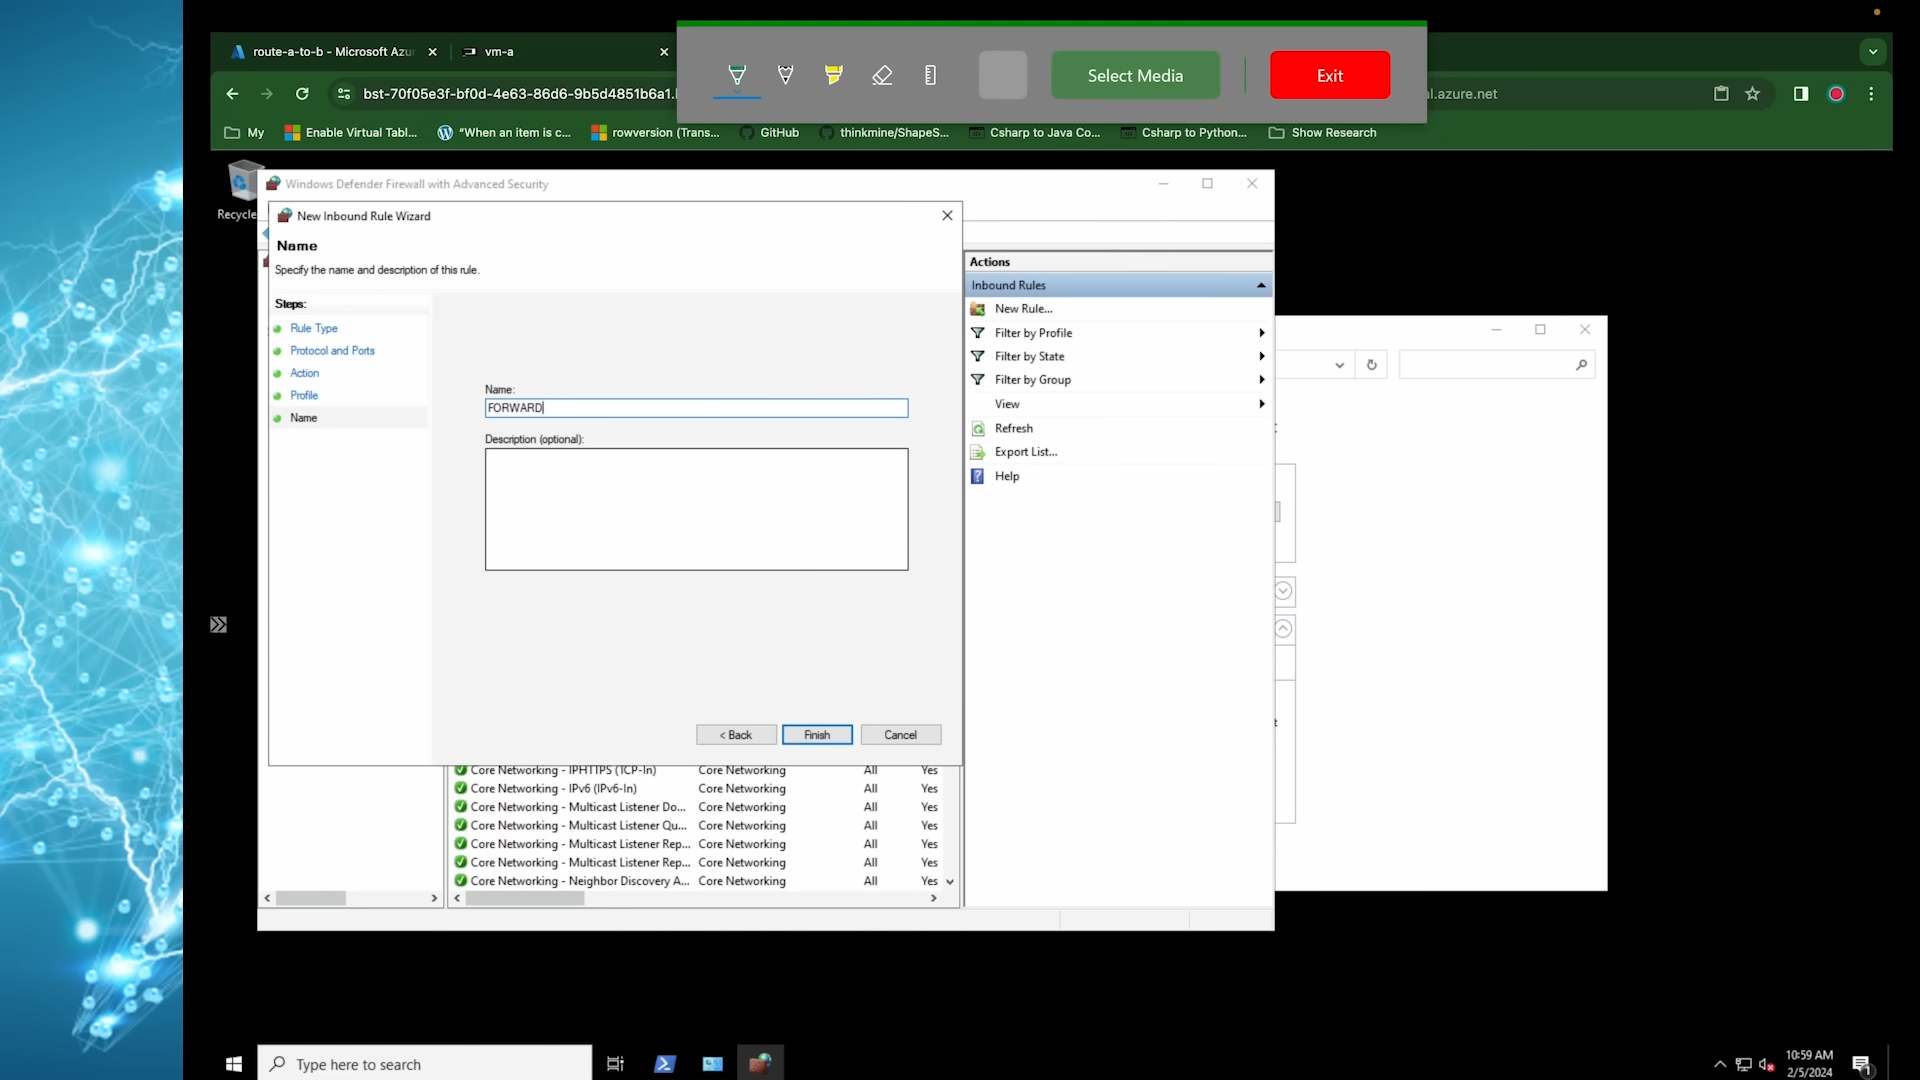 route-a-to-b - Microsoft Azu
vm-a
Select Media
Exit
bst-70f05e3f-bf0d-4e63-86d6-9b5d4851b6a1.
l.azure.net
My
Enable Virtual Tabl...
"When an item is c...
rowversion (Trans...
GitHub
thinkmine/ShapeS...
Csharp to Java Co...
Csharp to Python...
Show Research
Recycle
Windows Defender Firewall with Advanced Security
New Inbound Rule Wizard
Name
Specify the name and description of this rule.
Steps:
Rule Type
Protocol and Ports
Action
Profile
Name
Name:
FORWARD
Description (optional):
< Back
Finish
Cancel
Actions
Inbound Rules
New Rule...
Filter by Profile
Filter by State
Filter by Group
View
Refresh
Export List...
Help
Core Networking - IPHTTPS (TCP-In) Core Networking All Yes
Core Networking - IPv6 (IPv6-In) Core Networking All Yes
Core Networking - Multicast Listener Do... Core Networking All Yes
Core Networking - Multicast Listener Qu... Core Networking All Yes
Core Networking - Multicast Listener Rep... Core Networking All Yes
Core Networking - Multicast Listener Rep... Core Networking All Yes
Core Networking - Neighbor Discovery A... Core Networking All Yes
Type here to search
10:59 AM
2/5/2024
1